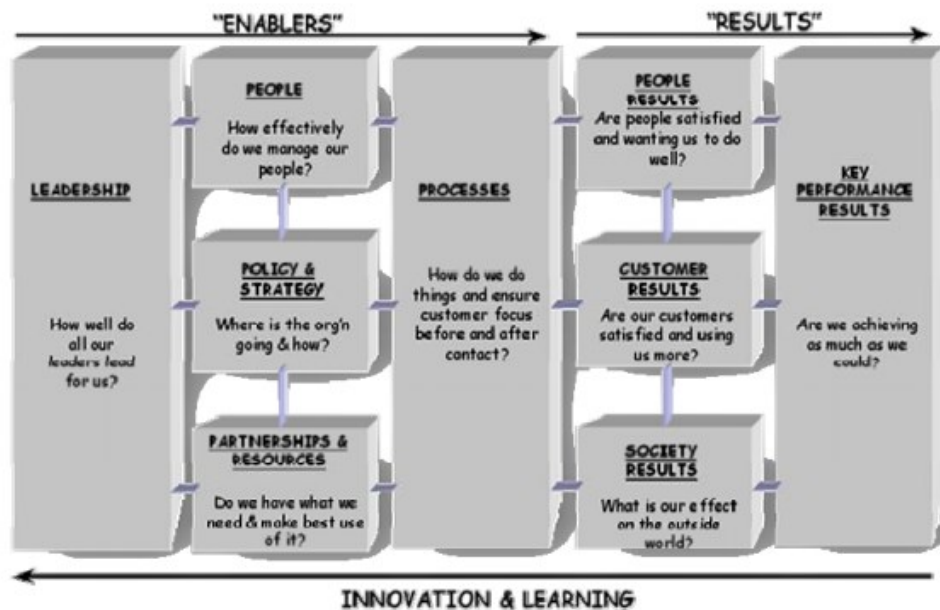 "ENABLERS"
"RESULTS"
LEADERSHIP
How well do
all our
leaders lead
for us?
PEOPLE
How effectively
do we manage our
people?
POLICY &
STRATEGY
Where is the org'n
going & how?
PARTNERSHIPS &
RESOURCES
Do we have what we
need & make best use
of it?
PROCESSES
How do we do
things and ensure
customer focus
before and after
contact?
PEOPLE
RESULTS
Are people satisfied
and wanting us to do
well?
CUSTOMER
RESULTS
Are our customers
satisfied and using
us more?
SOCIETY
RESULTS
What is our effect
on the outside
world?
KEY
PERFORMANCE
RESULTS
Are we achieving
as much as we
could?
INNOVATION & LEARNING